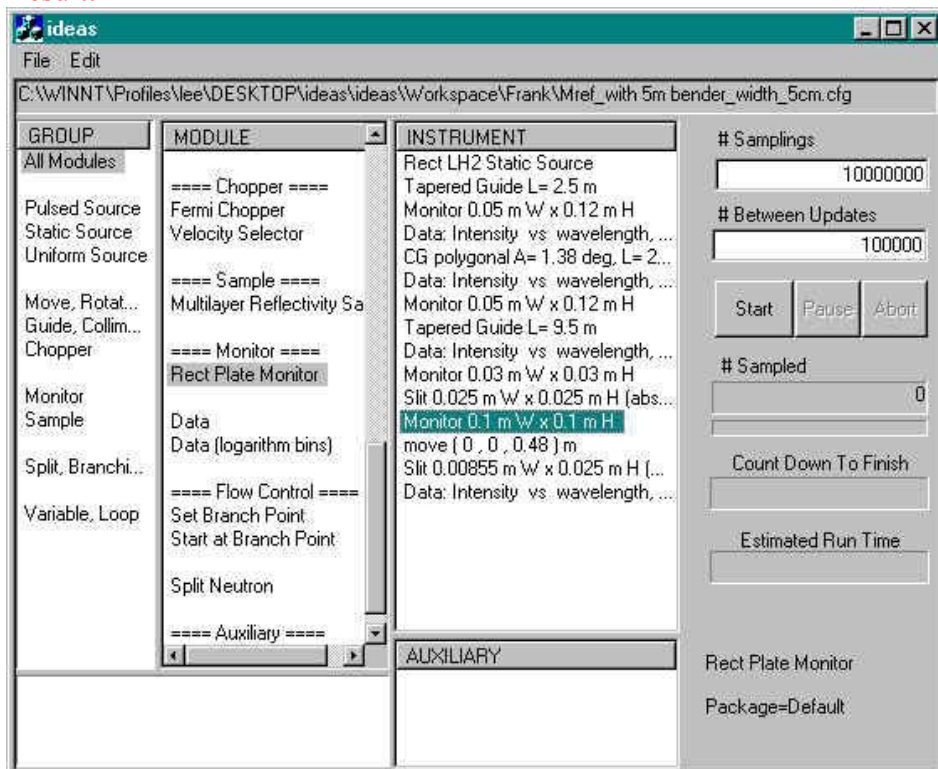 ideas
File Edit
C:\WINNT\Profiles\lee\DESKTOP\ideas\ideas\Workspace\Frank\Mref_with 5m bender_width_5cm.cfg
GROUP
All Modules
Pulsed Source
Static Source
Uniform Source
Move, Rotat...
Guide, Collim...
Chopper
Monitor
Sample
Split, Branchi...
Variable, Loop
MODULE
==== Chopper ====
Fermi Chopper
Velocity Selector
==== Sample ====
Multilayer Reflectivity Sa
==== Monitor ====
Rect Plate Monitor
Data
Data (logarithm bins)
==== Flow Control ====
Set Branch Point
Start at Branch Point
Split Neutron
==== Auxiliary ====
INSTRUMENT
Rect LH2 Static Source
Tapered Guide L= 2.5 m
Monitor 0.05 m W x 0.12 m H
Data: Intensity vs wavelength, ...
CG polygonal A= 1.38 deg, L= 2...
Data: Intensity vs wavelength, ...
Monitor 0.05 m W x 0.12 m H
Tapered Guide L= 9.5 m
Data: Intensity vs wavelength, ...
Monitor 0.03 m W x 0.03 m H
Slit 0.025 m W x 0.025 m H (abs...
Monitor 0.1 m W x 0.1 m H
move ( 0 , 0 , 0.48 ) m
Slit 0.00855 m W x 0.025 m H (...
Data: Intensity vs wavelength, ...
AUXILIARY
# Samplings
10000000
# Between Updates
100000
Start Pause Abort
# Sampled
0
Count Down To Finish
Estimated Run Time
Rect Plate Monitor
Package=Default